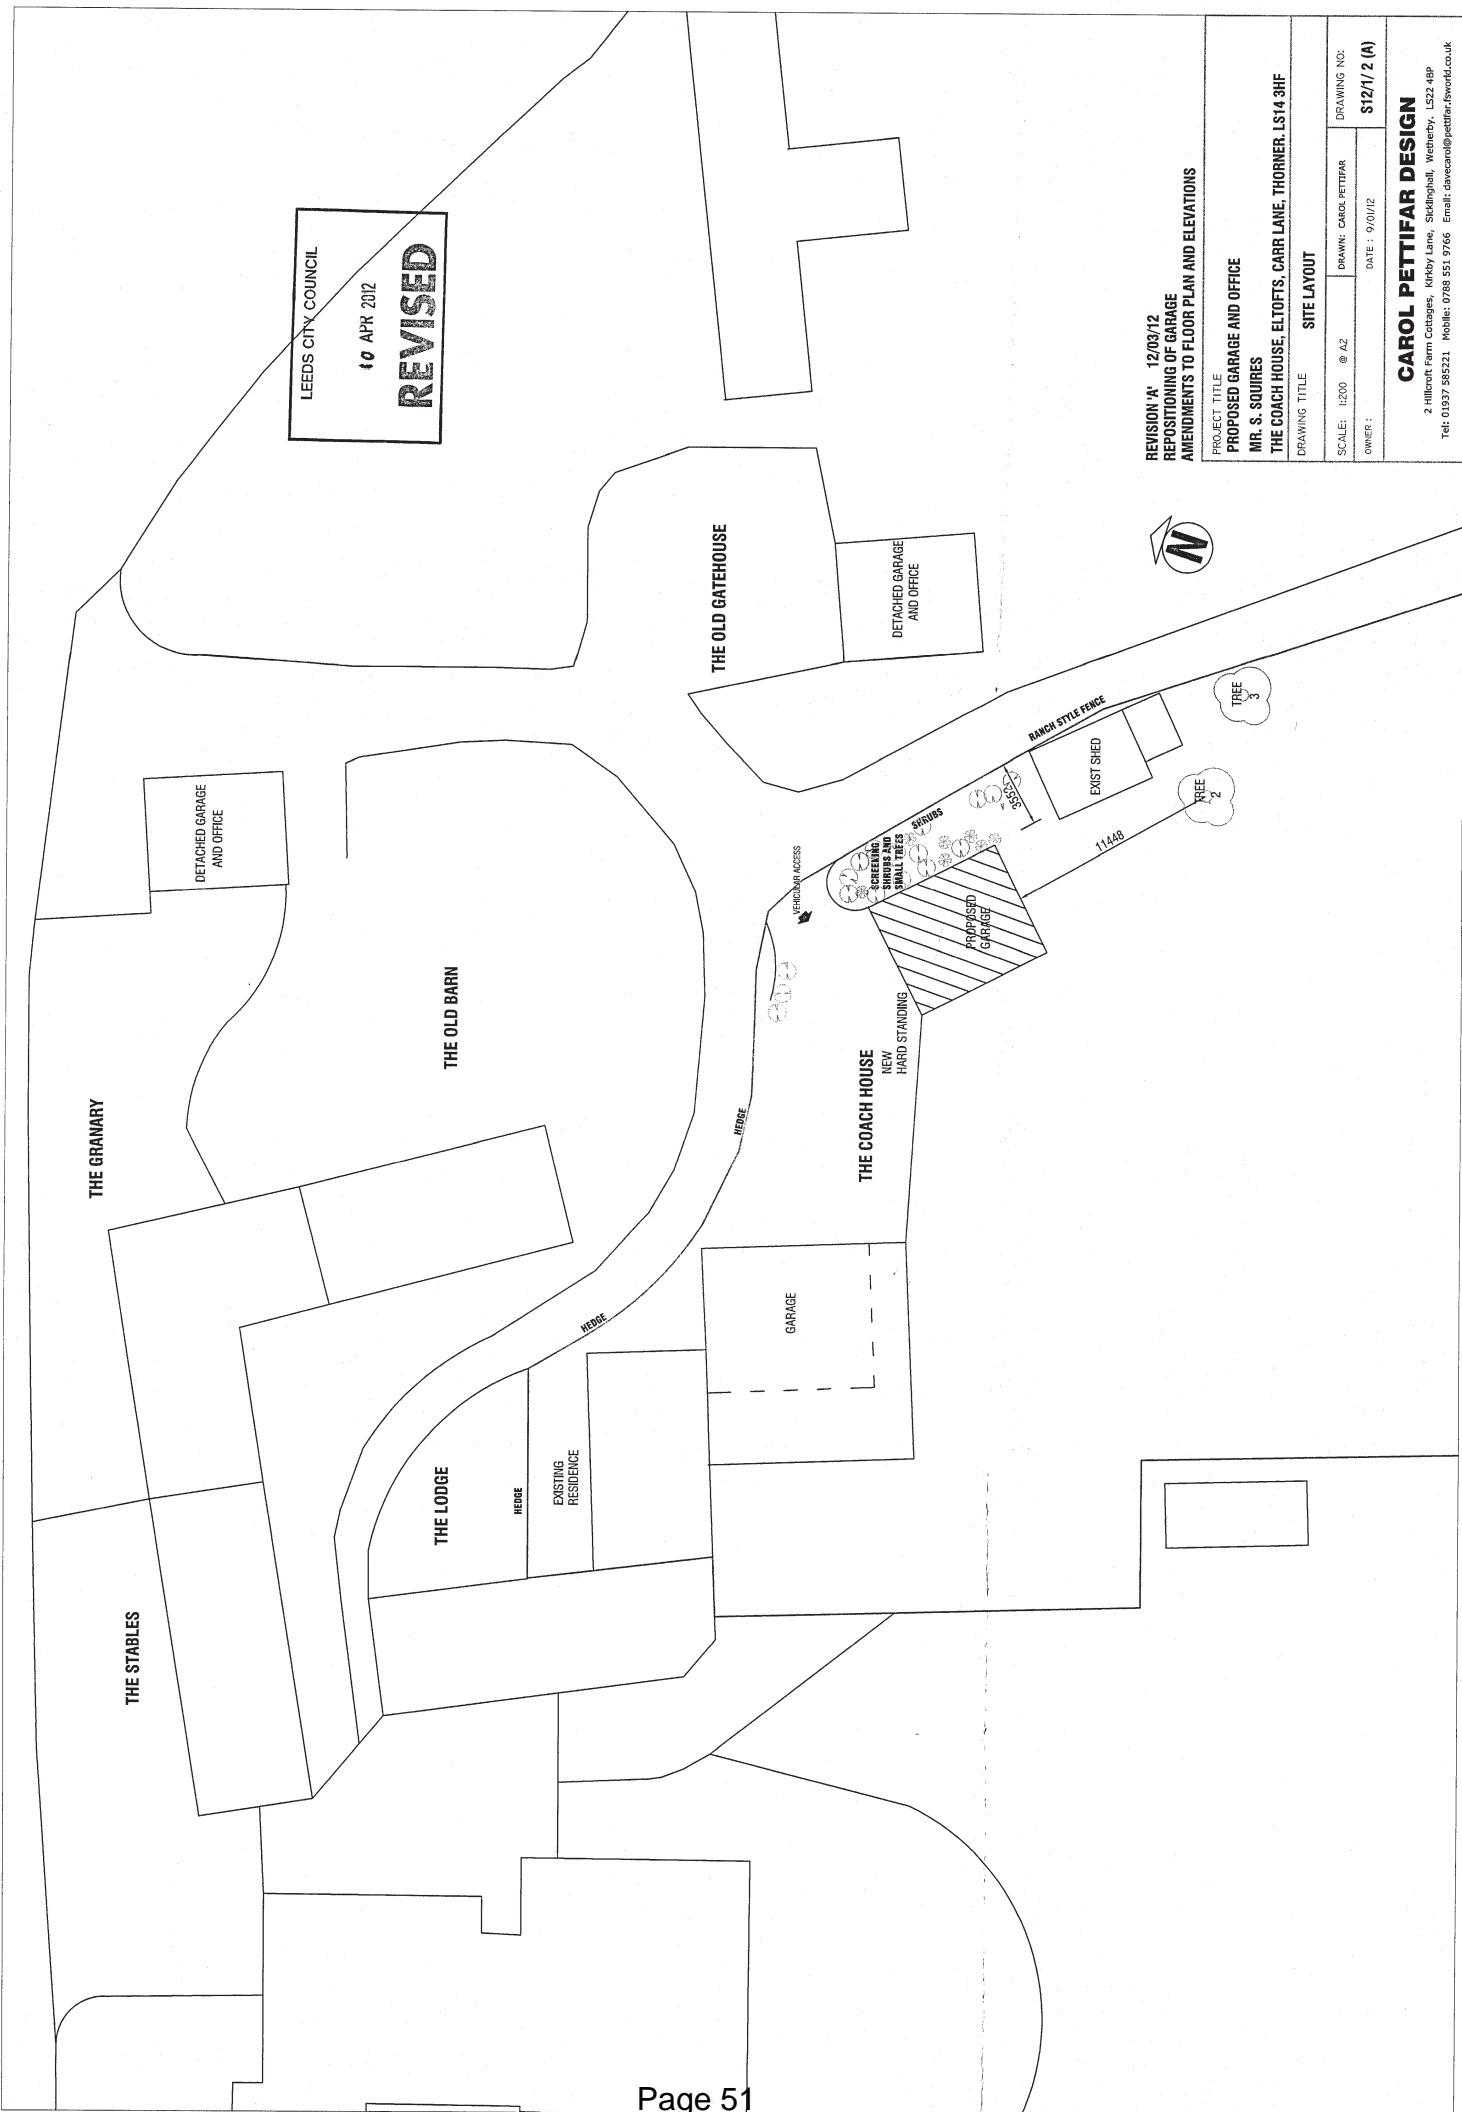 LEEDS CITY COUNCIL
10 APR 2012
REVISED
THE STABLES
THE GRANARY
DETACHED GARAGE
AND OFFICE
THE OLD BARN
THE LODGE
HEDGE
EXISTING
RESIDENCE
HEDGE
HEDGE
GARAGE
THE COACH HOUSE
NEW
HARD STANDING
VEHICULAR ACCESS
THE OLD GATEHOUSE
DETACHED GARAGE
AND OFFICE
SCREENING
SHRUBS AND
SMALL TREES
SHRUBS
PROPOSED
GARAGE
3552
RANCH STYLE FENCE
EXIST SHED
11448
TREE
2
TREE
3
N
REVISION 'A' 12/03/12
REPOSITIONING OF GARAGE
AMENDMENTS TO FLOOR PLAN AND ELEVATIONS
PROJECT TITLE
PROPOSED GARAGE AND OFFICE
MR. S. SQUIRES
THE COACH HOUSE, ELTOFTS, CARR LANE, THORNER. LS14 3HF
DRAWING TITLE
SITE LAYOUT
SCALE: 1:200 @ A2
DRAWN: CAROL PETTIFAR
DRAWING NO:
OWNER :
DATE : 9/01/12
S12/1/ 2 (A)
CAROL PETTIFAR DESIGN
2 Hillcroft Farm Cottages, Kirkby Lane, Sicklinghall, Wetherby, LS22 4BP
Tel: 01937 585221 Mobile: 0788 551 9766 Email: davecarol@pettifar.fsworld.co.uk
Page 51